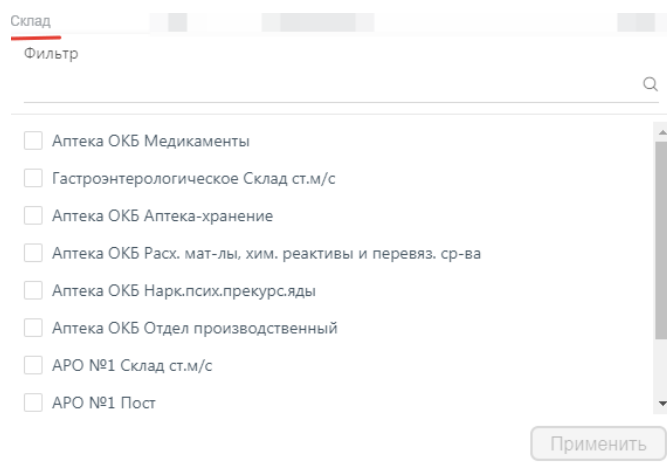 Склад
Фильтр
Аптека ОКБ Медикаменты
Гастроэнтерологическое Склад ст.м/с
Аптека ОКБ Аптека-хранение
Аптека ОКБ Расх. мат-лы, хим. реактивы и перевяз. ср-ва
Аптека ОКБ Нарк.псих.прекурс.яды
Аптека ОКБ Отдел производственный
АРО №1 Склад ст.м/с
АРО №1 Пост
Применить